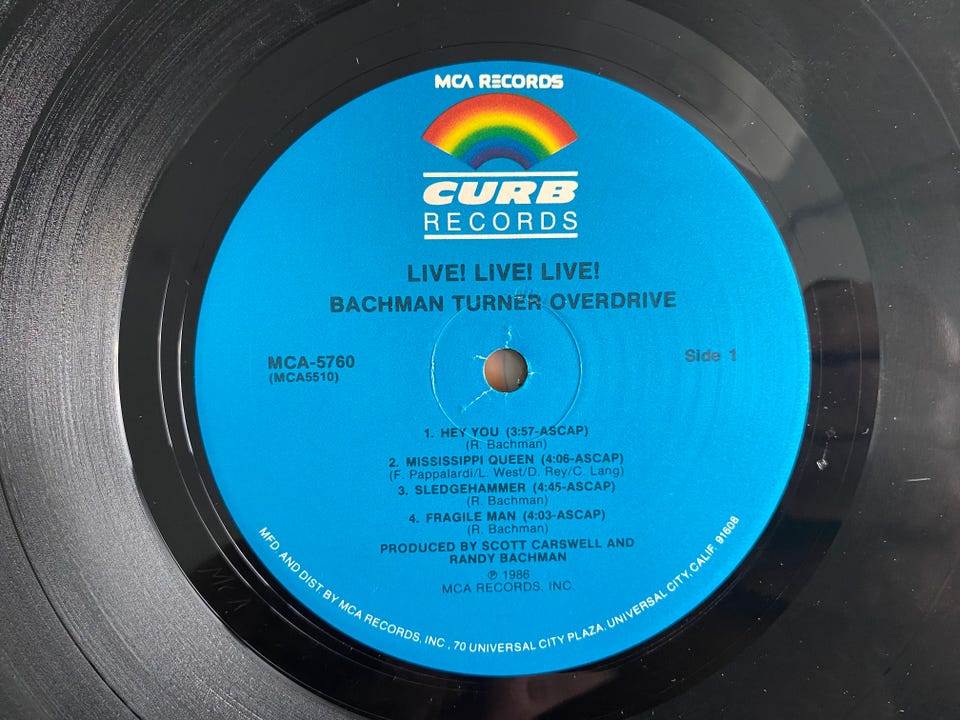 MCA RECORDS
CURB
RECORDS
LIVE! LIVE! LIVE!
BACHMAN TURNER OVERDRIVE
MCA-5760
(MCA5510)
Side 1
1. HEY YOU (3:57-ASCAP)
(R. Bachman)
2. MISSISSIPPI QUEEN (4:06-ASCAP)
(F. Pappalardi/L. West/D. Rey/C. Lang)
3. SLEDGEHAMMER (4:45-ASCAP)
(R. Bachman)
4. FRAGILE MAN (4:03-ASCAP)
(R. Bachman)
PRODUCED BY SCOTT CARSWELL AND
RANDY BACHMAN
℗ 1986
MCA RECORDS, INC.
MFD. AND DIST. BY MCA RECORDS, INC., 70 UNIVERSAL CITY PLAZA, UNIVERSAL CITY, CALIF. 91608